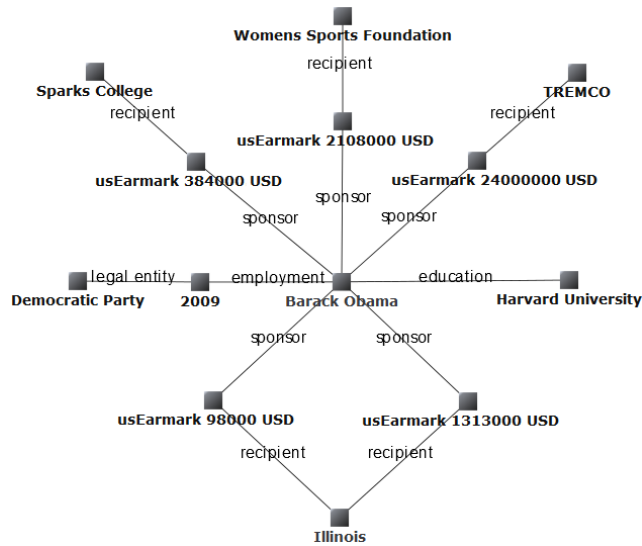 Womens Sports Foundation
recipient
Sparks College
TREMCO
recipient
recipient
usEarmark 2108000 USD
usEarmark 384000 USD
usEarmark 24000000 USD
sponsor
sponsor
sponsor
legal entity
employment
education
Democratic Party
2009
Barack Obama
Harvard University
sponsor
sponsor
usEarmark 98000 USD
usEarmark 1313000 USD
recipient
recipient
Illinois